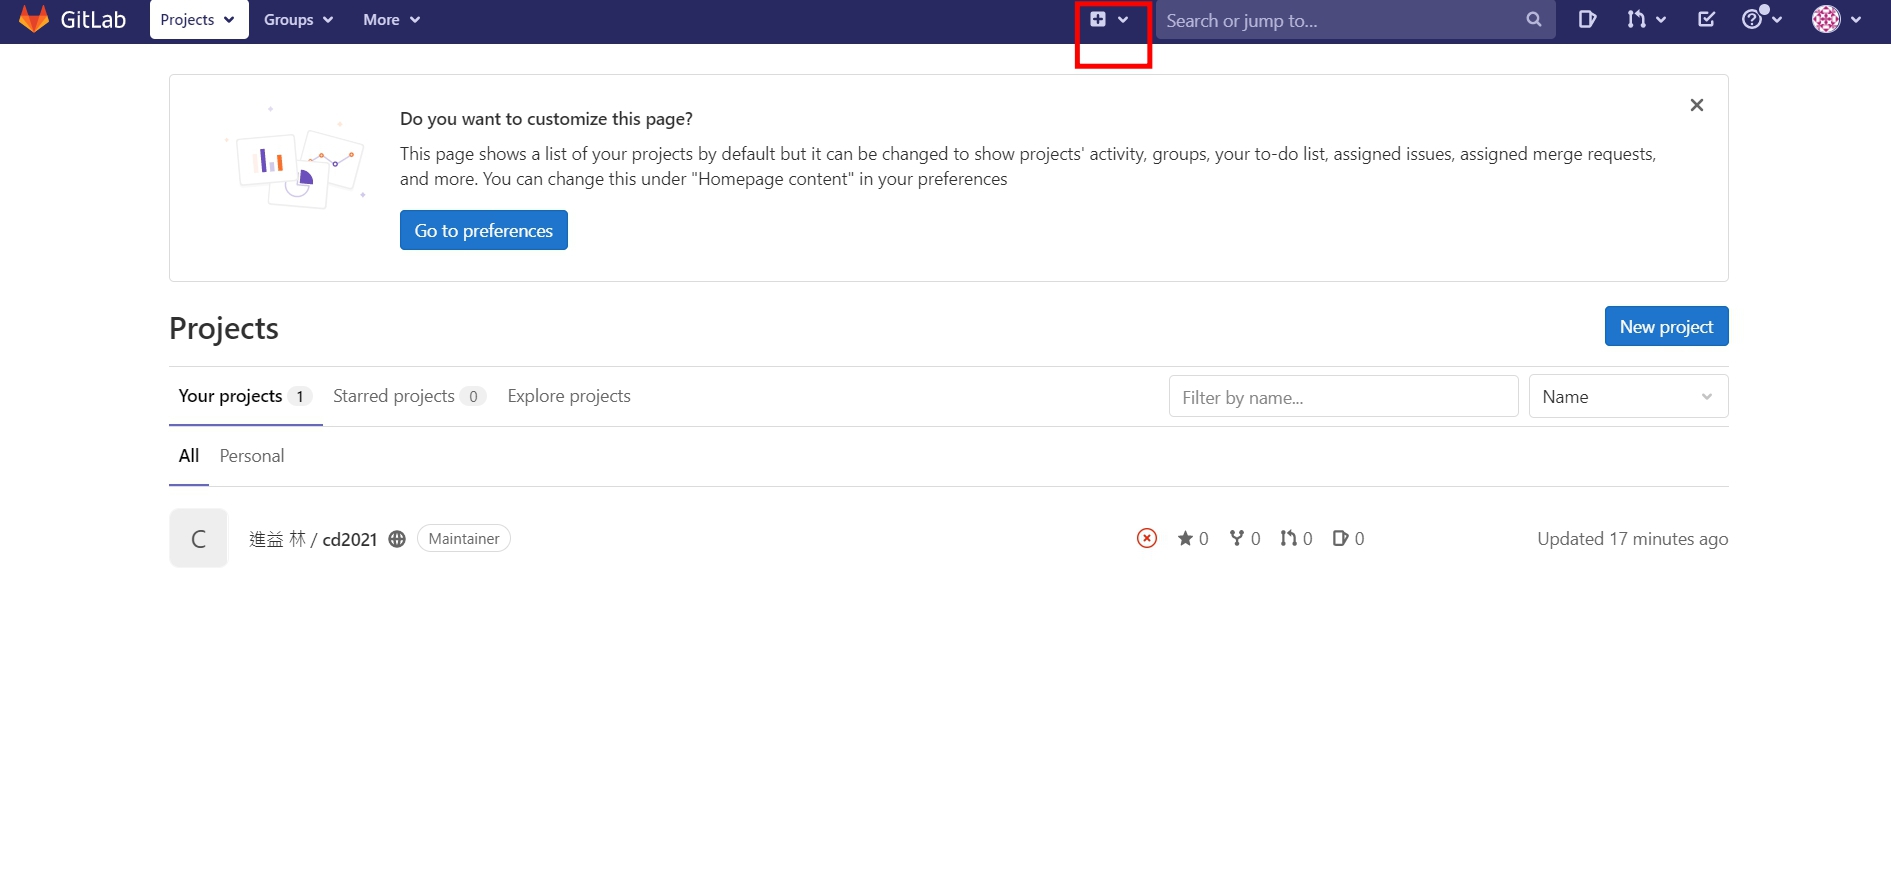 GitLab Projects Groups More Search or jump to...
Do you want to customize this page?
This page shows a list of your projects by default but it can be changed to show projects' activity, groups, your to-do list, assigned issues, assigned merge requests,
and more. You can change this under "Homepage content" in your preferences
Go to preferences
Projects New project
Your projects 1 Starred projects 0 Explore projects Filter by name... Name
All Personal
C 進益 林 / cd2021 Maintainer 0 0 0 0 Updated 17 minutes ago